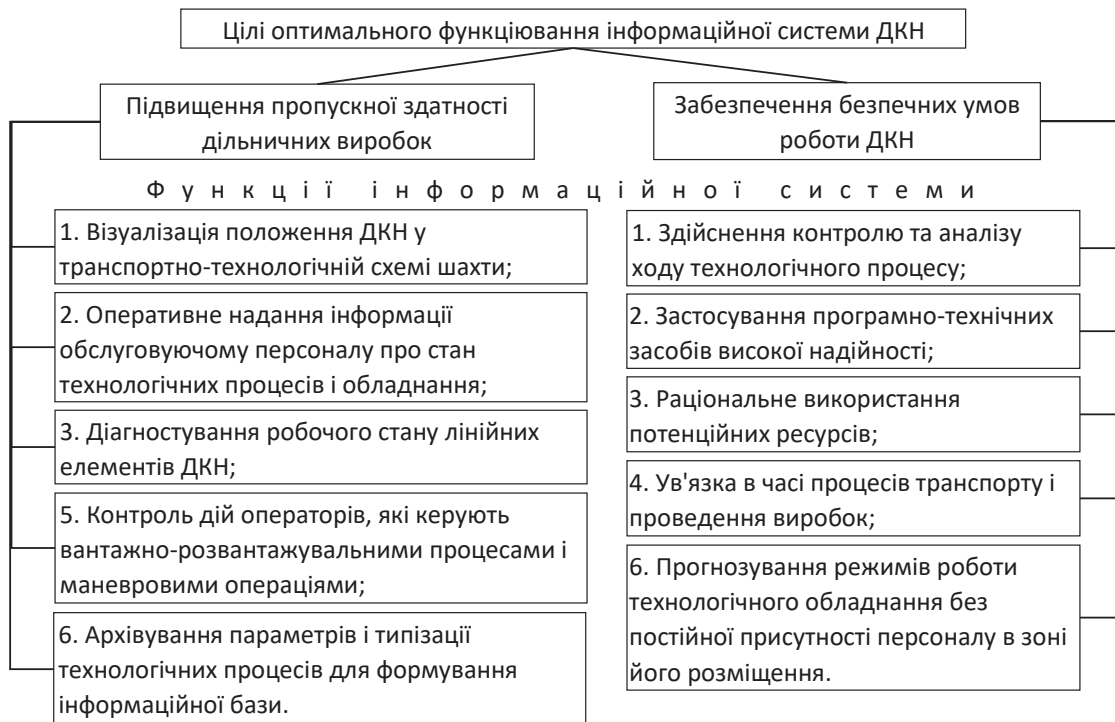 Цілі оптимального функціювання інформаційної системи ДКН
Підвищення пропускної здатності
дільничних виробок
Забезпечення безпечних умов
роботи ДКН
Функції інформаційної системи
1. Візуалізація положення ДКН у
транспортно-технологічній схемі шахти;
2. Оперативне надання інформації
обслуговуючому персоналу про стан
технологічних процесів і обладнання;
3. Діагностування робочого стану лінійних
елементів ДКН;
5. Контроль дій операторів, які керують
вантажно-розвантажувальними процесами і
маневровими операціями;
6. Архівування параметрів і типізації
технологічних процесів для формування
інформаційної бази.
1. Здійснення контролю та аналізу
ходу технологічного процесу;
2. Застосування програмно-технічних
засобів високої надійності;
3. Раціональне використання
потенційних ресурсів;
4. Ув'язка в часі процесів транспорту і
проведення виробок;
6. Прогнозування режимів роботи
технологічного обладнання без
постійної присутності персоналу в зоні
його розміщення.